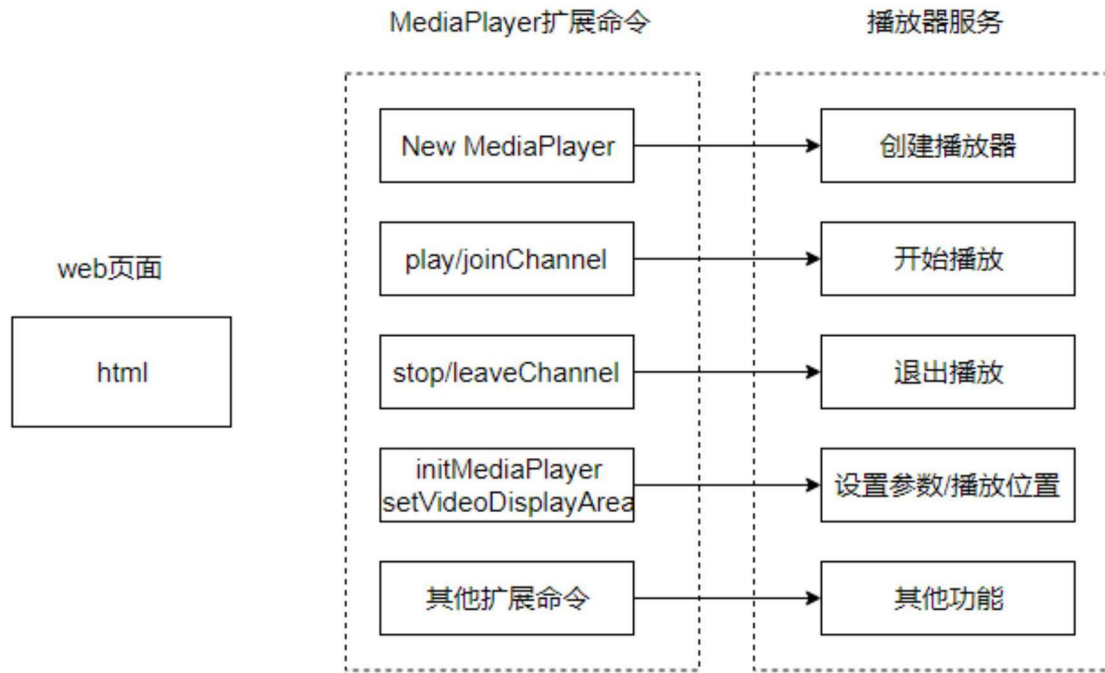 MediaPlayer扩展命令
播放器服务
New MediaPlayer
创建播放器
play/joinChannel
开始播放
web页面
html
stop/leaveChannel
退出播放
initMediaPlayer
setVideoDisplayArea
设置参数/播放位置
其他扩展命令
其他功能